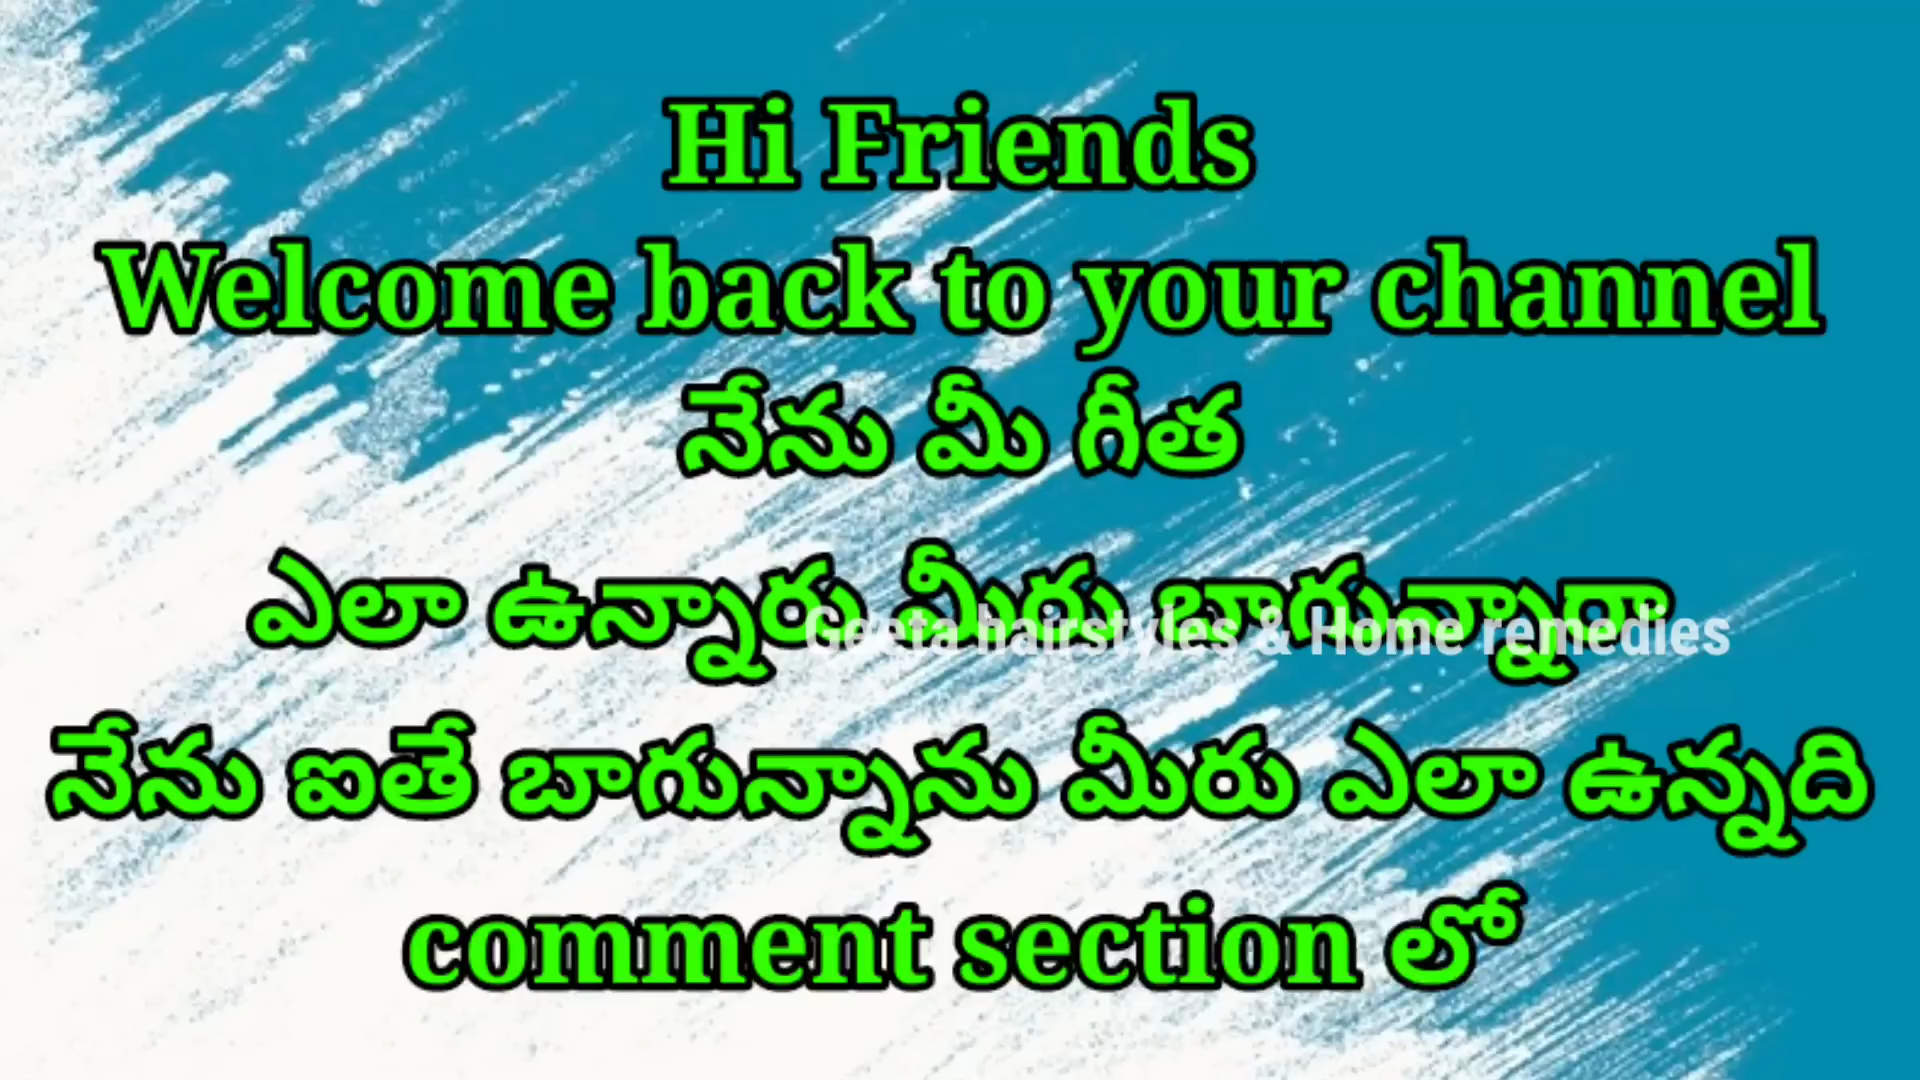 Hi Friends
Welcome back to your channel
నేను మీ గీత
ఎలా ఉన్నారు మీరు బాగున్నారా
Geeta hairstyles & Home remedies
నేను ఐతే బాగున్నాను మీరు ఎలా ఉన్నది
comment section లో